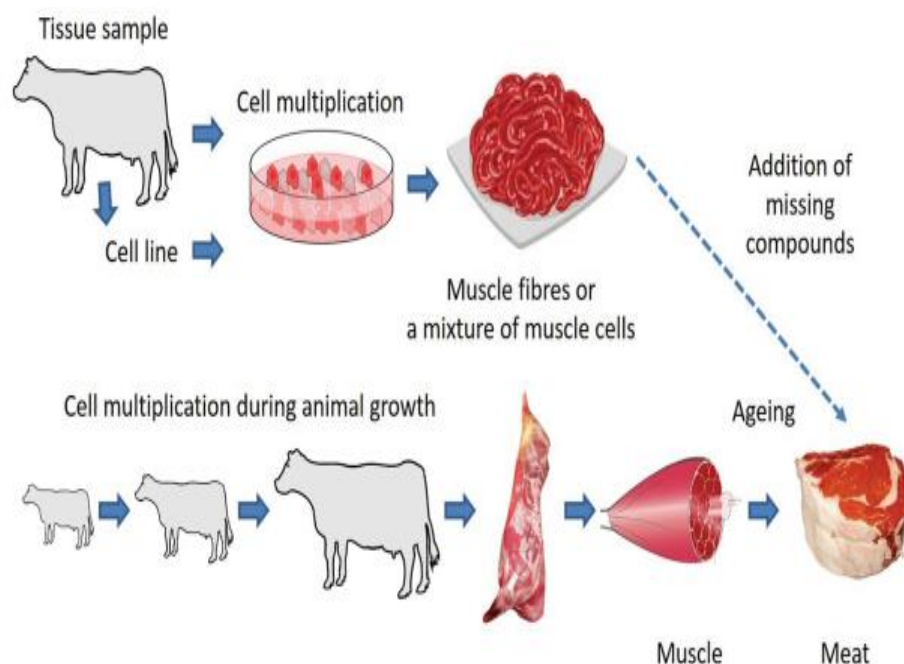 Tissue sample
Cell multiplication
Cell line
Addition of
missing
compounds
Muscle fibres or
a mixture of muscle cells
Cell multiplication during animal growth
Ageing
Muscle
Meat